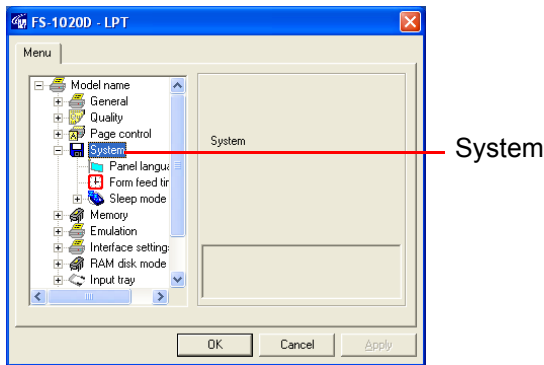 FS-1020D - LPT
Menu
Model name
General
Quality
Page control
System
Panel langua
Form feed tir
Sleep mode
Memory
Emulation
Interface setting:
RAM disk mode
Input tray
System
System
OK Cancel Apply